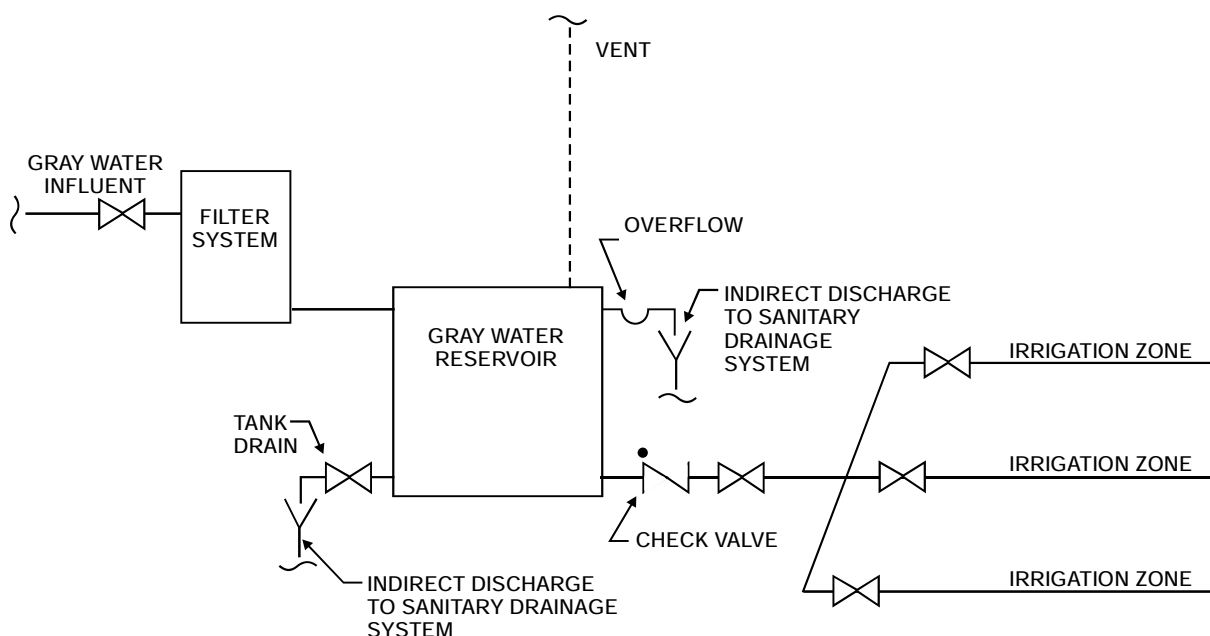 VENT
GRAY WATER
INFLUENT
FILTER
SYSTEM
OVERFLOW
INDIRECT DISCHARGE
TO SANITARY
DRAINAGE
SYSTEM
GRAY WATER
RESERVOIR
IRRIGATION ZONE
TANK
DRAIN
IRRIGATION ZONE
CHECK VALVE
IRRIGATION ZONE
INDIRECT DISCHARGE
TO SANITARY DRAINAGE
SYSTEM